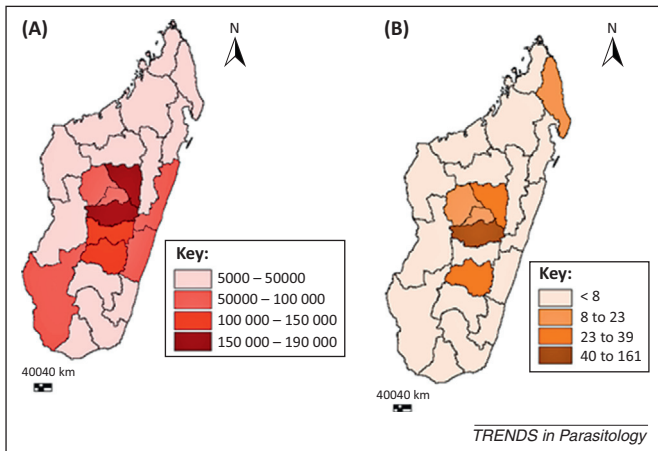 (A)
N
Key:
5000 – 50000
50000 – 100 000
100 000 – 150 000
150 000 – 190 000
40040 km
(B)
N
Key:
< 8
8 to 23
23 to 39
40 to 161
40040 km
TRENDS in Parasitology